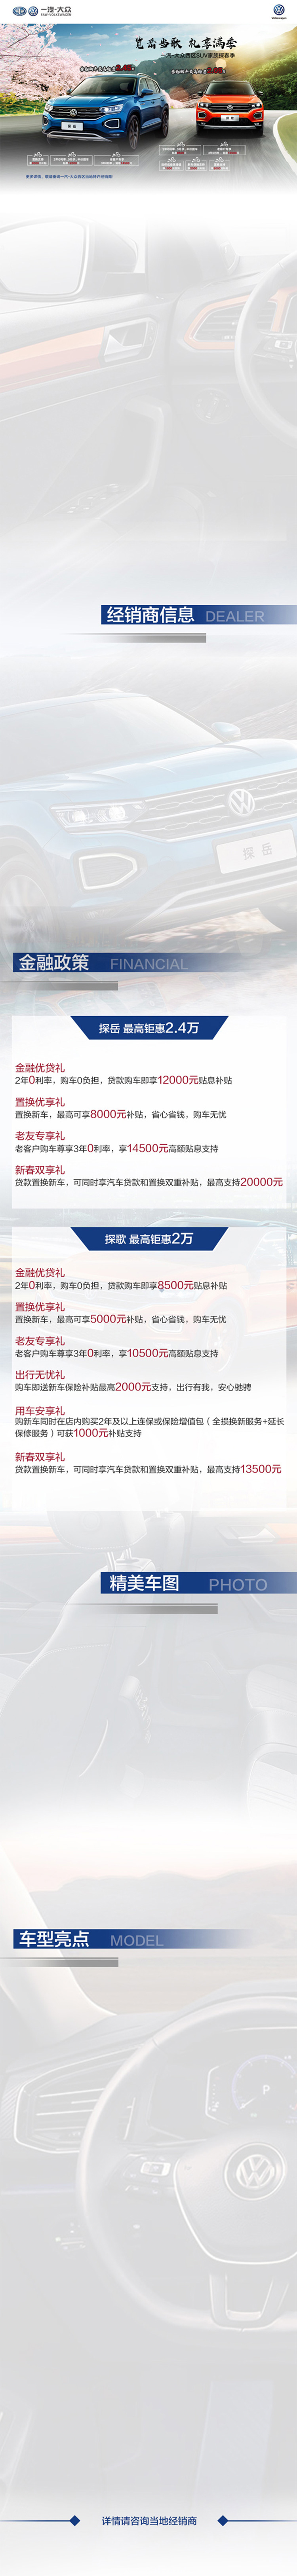 一汽-大众
FAW-VOLKSWAGEN
Volkswagen
一汽-大众西区SUV家族探春季
经销商信息 DEALER
探岳
金融政策 FINANCIAL
探岳 最高钜惠2.4万
金融优贷礼
2年0利率，购车0负担，贷款购车即享12000元贴息补贴
置换优享礼
置换新车，最高可享8000元补贴，省心省钱，购车无忧
老友专享礼
老客户购车尊享3年0利率，享14500元高额贴息支持
新春双享礼
贷款置换新车，可同时享汽车贷款和置换双重补贴，最高支持20000元
探歌 最高钜惠2万
金融优贷礼
2年0利率，购车0负担，贷款购车即享8500元贴息补贴
置换优享礼
置换新车，最高可享5000元补贴，省心省钱，购车无忧
老友专享礼
老客户购车尊享3年0利率，享10500元高额贴息支持
出行无忧礼
购车即送新车保险补贴最高2000元支持，出行有我，安心驰骋
用车安享礼
购新车同时在店内购买2年及以上连保或保险增值包（全损换新服务+延长
保修服务）可获1000元补贴支持
新春双享礼
贷款置换新车，可同时享汽车贷款和置换双重补贴，最高支持13500元
精美车图 PHOTO
车型亮点 MODEL
详情请咨询当地经销商